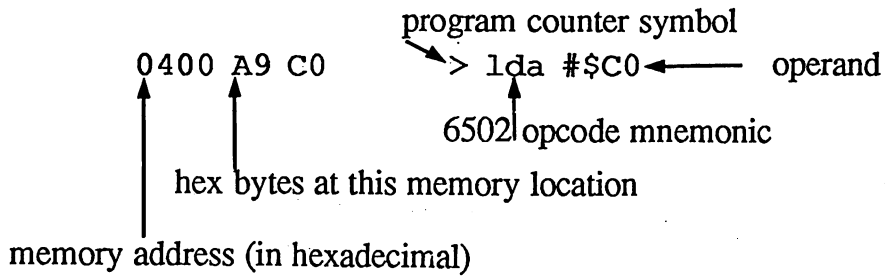 program counter symbol
0400 A9 C0 > lda #$C0 operand
6502 opcode mnemonic
hex bytes at this memory location
memory address (in hexadecimal)